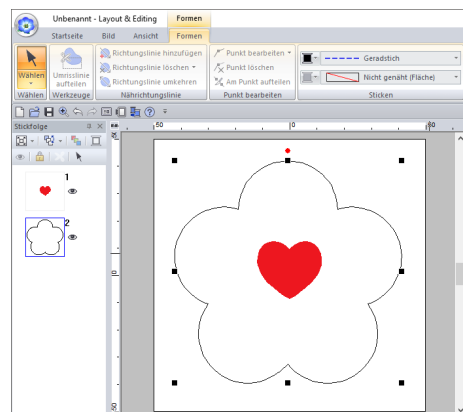 Unbenannt - Layout & Editing
Formen
Startseite Bild Ansicht Formen
Wählen
Umrisslinie
aufteilen
Richtungslinie hinzufügen
Richtungslinie löschen
Richtungslinie umkehren
Punkt bearbeiten
Punkt löschen
Am Punkt aufteilen
Geradstich
Nicht genäht (Fläche)
Wählen Werkzeuge Nährichtungslinie Punkt bearbeiten Sticken
Stickfolge
50 0 50
1
2
0
50